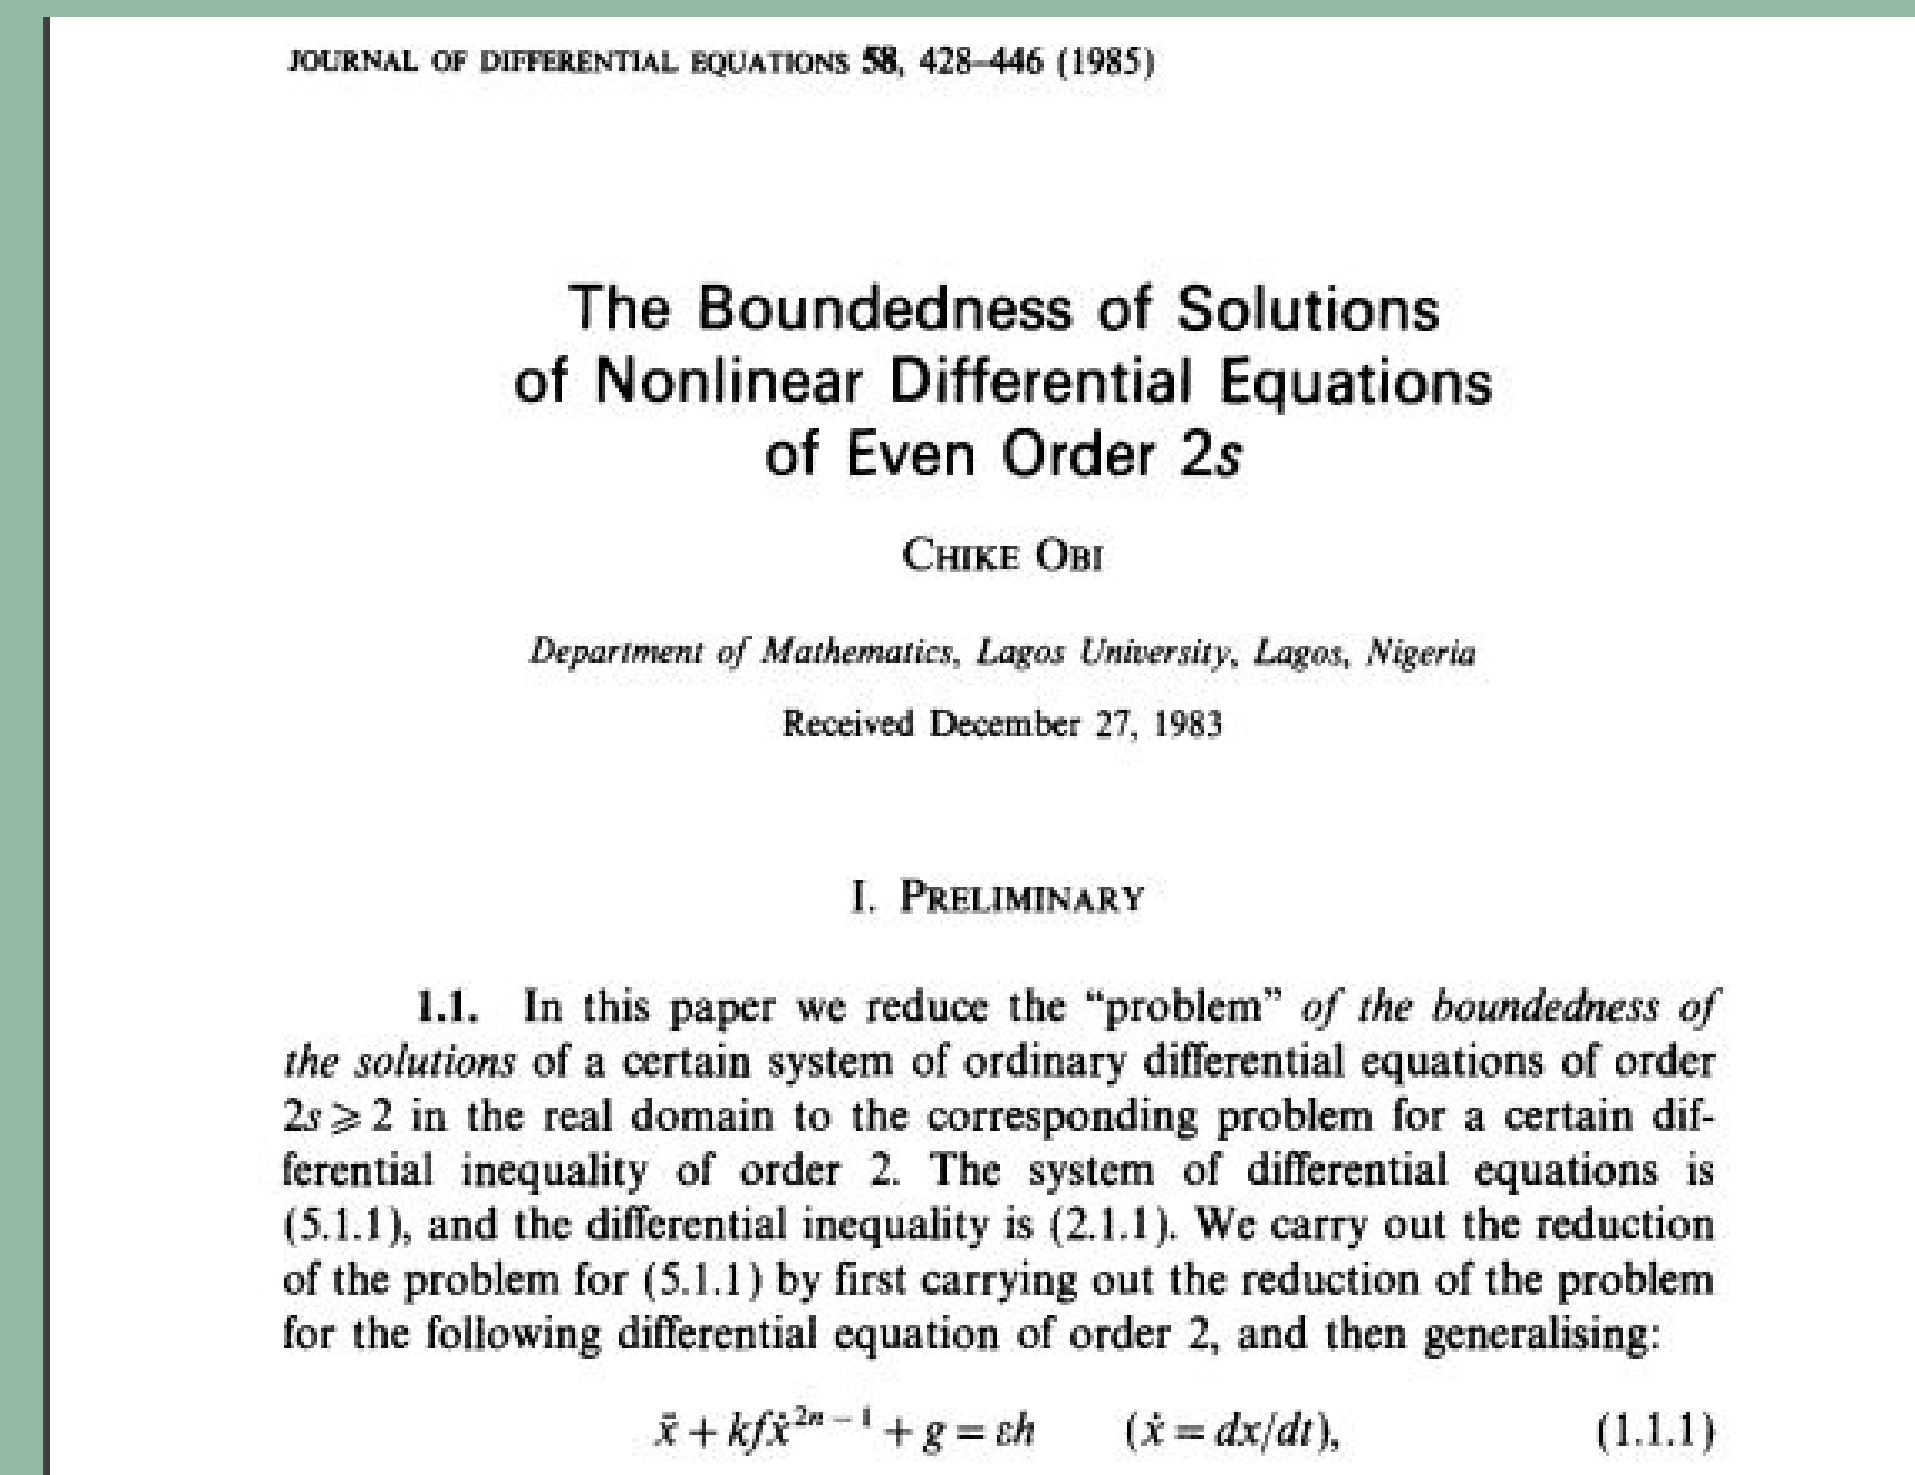 JOURNAL OF DIFFERENTIAL EQUATIONS 58, 428–446 (1985)
The Boundedness of Solutions
of Nonlinear Differential Equations
of Even Order 2s
CHIKE OBI
Department of Mathematics, Lagos University, Lagos, Nigeria
Received December 27, 1983
I. PRELIMINARY
1.1. In this paper we reduce the “problem” of the boundedness of
the solutions of a certain system of ordinary differential equations of order
2s ⩾ 2 in the real domain to the corresponding problem for a certain dif-
ferential inequality of order 2. The system of differential equations is
(5.1.1), and the differential inequality is (2.1.1). We carry out the reduction
of the problem for (5.1.1) by first carrying out the reduction of the problem
for the following differential equation of order 2, and then generalising:
ẍ + kfẋ²ⁿ⁻¹ + g = εh (ẋ = dx/dt), (1.1.1)